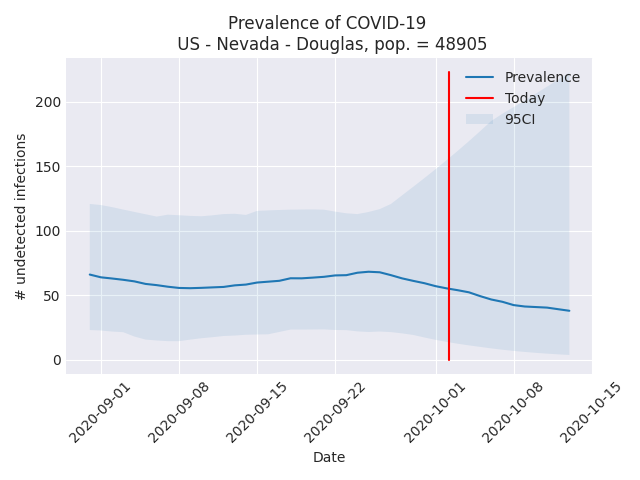 Prevalence of COVID-19
US - Nevada - Douglas, pop. = 48905
Prevalence
Today
95CI
# undetected infections
200
150
100
50
0
2020-09-01
2020-09-08
2020-09-15
2020-09-22
2020-10-01
2020-10-08
2020-10-15
Date